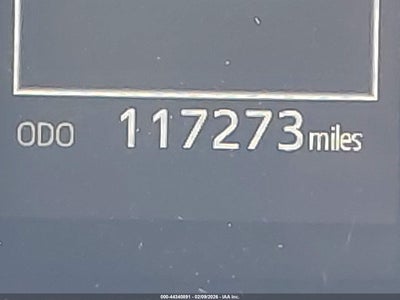 ODO 117273 miles
000-44340891 - 02/09/2026 - IAA Inc.